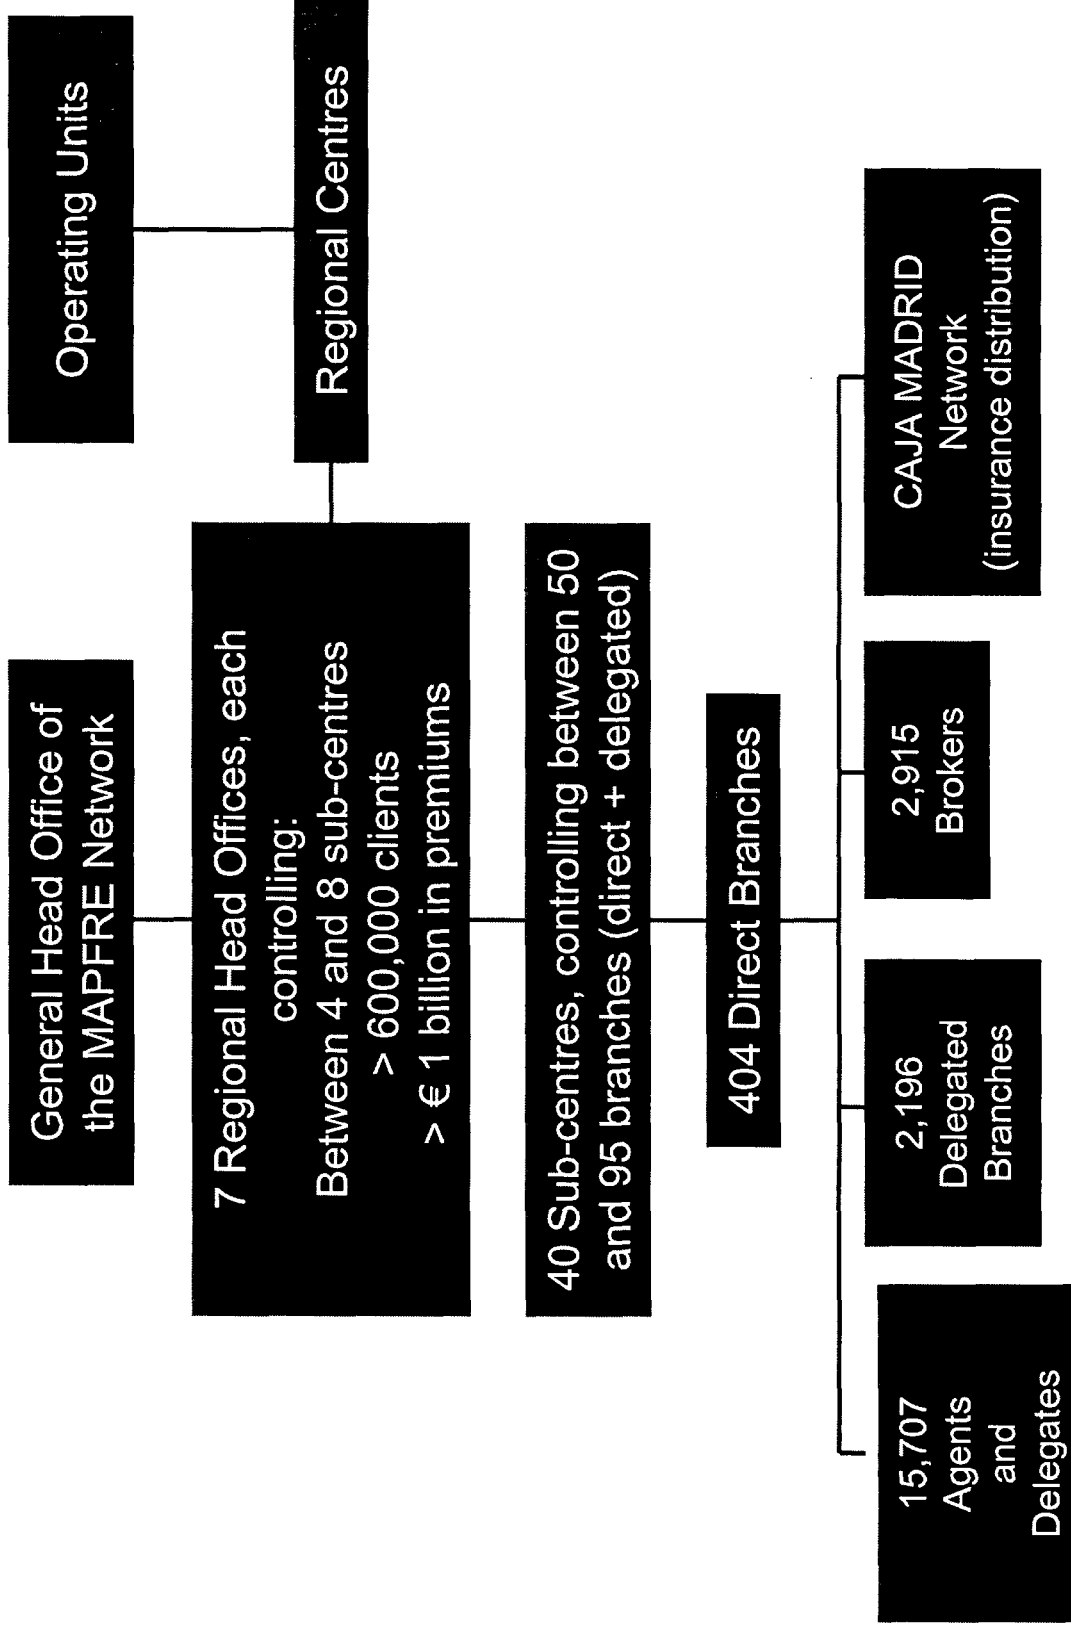 General Head Office of
the MAPFRE Network
Operating Units
7 Regional Head Offices, each
controlling:
Between 4 and 8 sub-centres
> 600,000 clients
> € 1 billion in premiums
Regional Centres
40 Sub-centres, controlling between 50
and 95 branches (direct + delegated)
404 Direct Branches
15,707
Agents
and
Delegates
2,196
Delegated
Branches
2,915
Brokers
CAJA MADRID
Network
(insurance distribution)